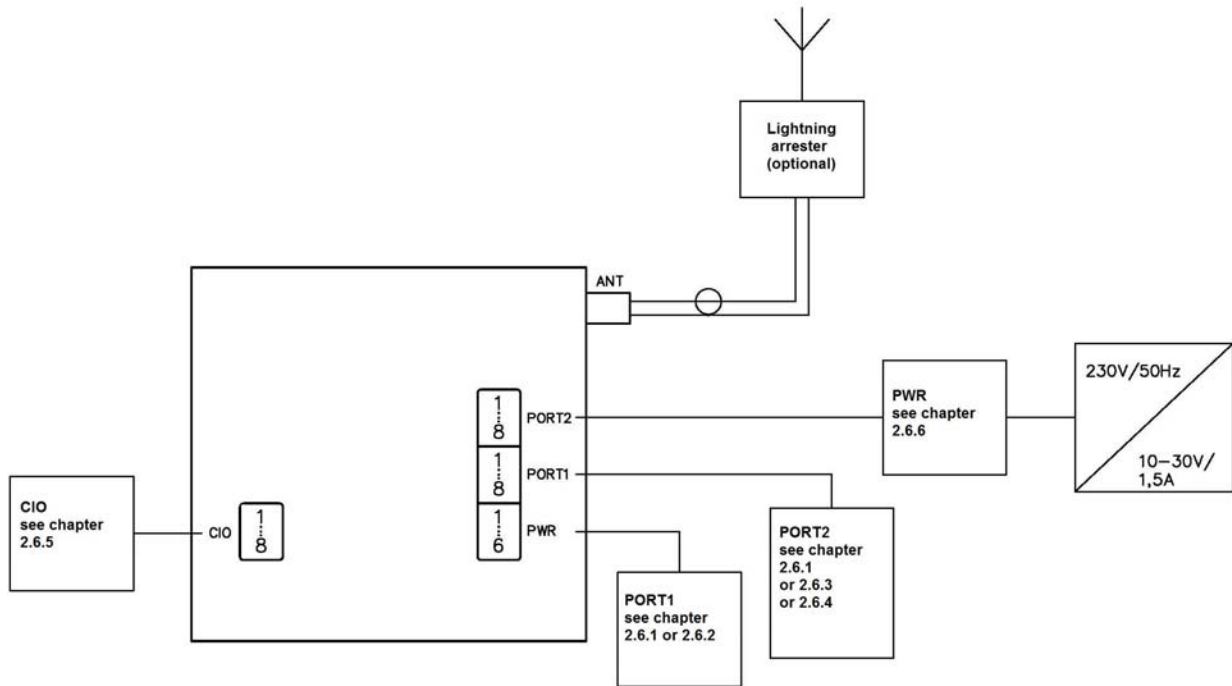 Lightning
arrester
(optional)
ANT
230V/50Hz
10-30V/
1,5A
PWR
see chapter
2.6.6
1
8
PORT2
1
8
PORT1
1
6
PWR
CIO
see chapter
2.6.5
CIO
1
8
PORT2
see chapter
2.6.1
or 2.6.3
or 2.6.4
PORT1
see chapter
2.6.1 or 2.6.2